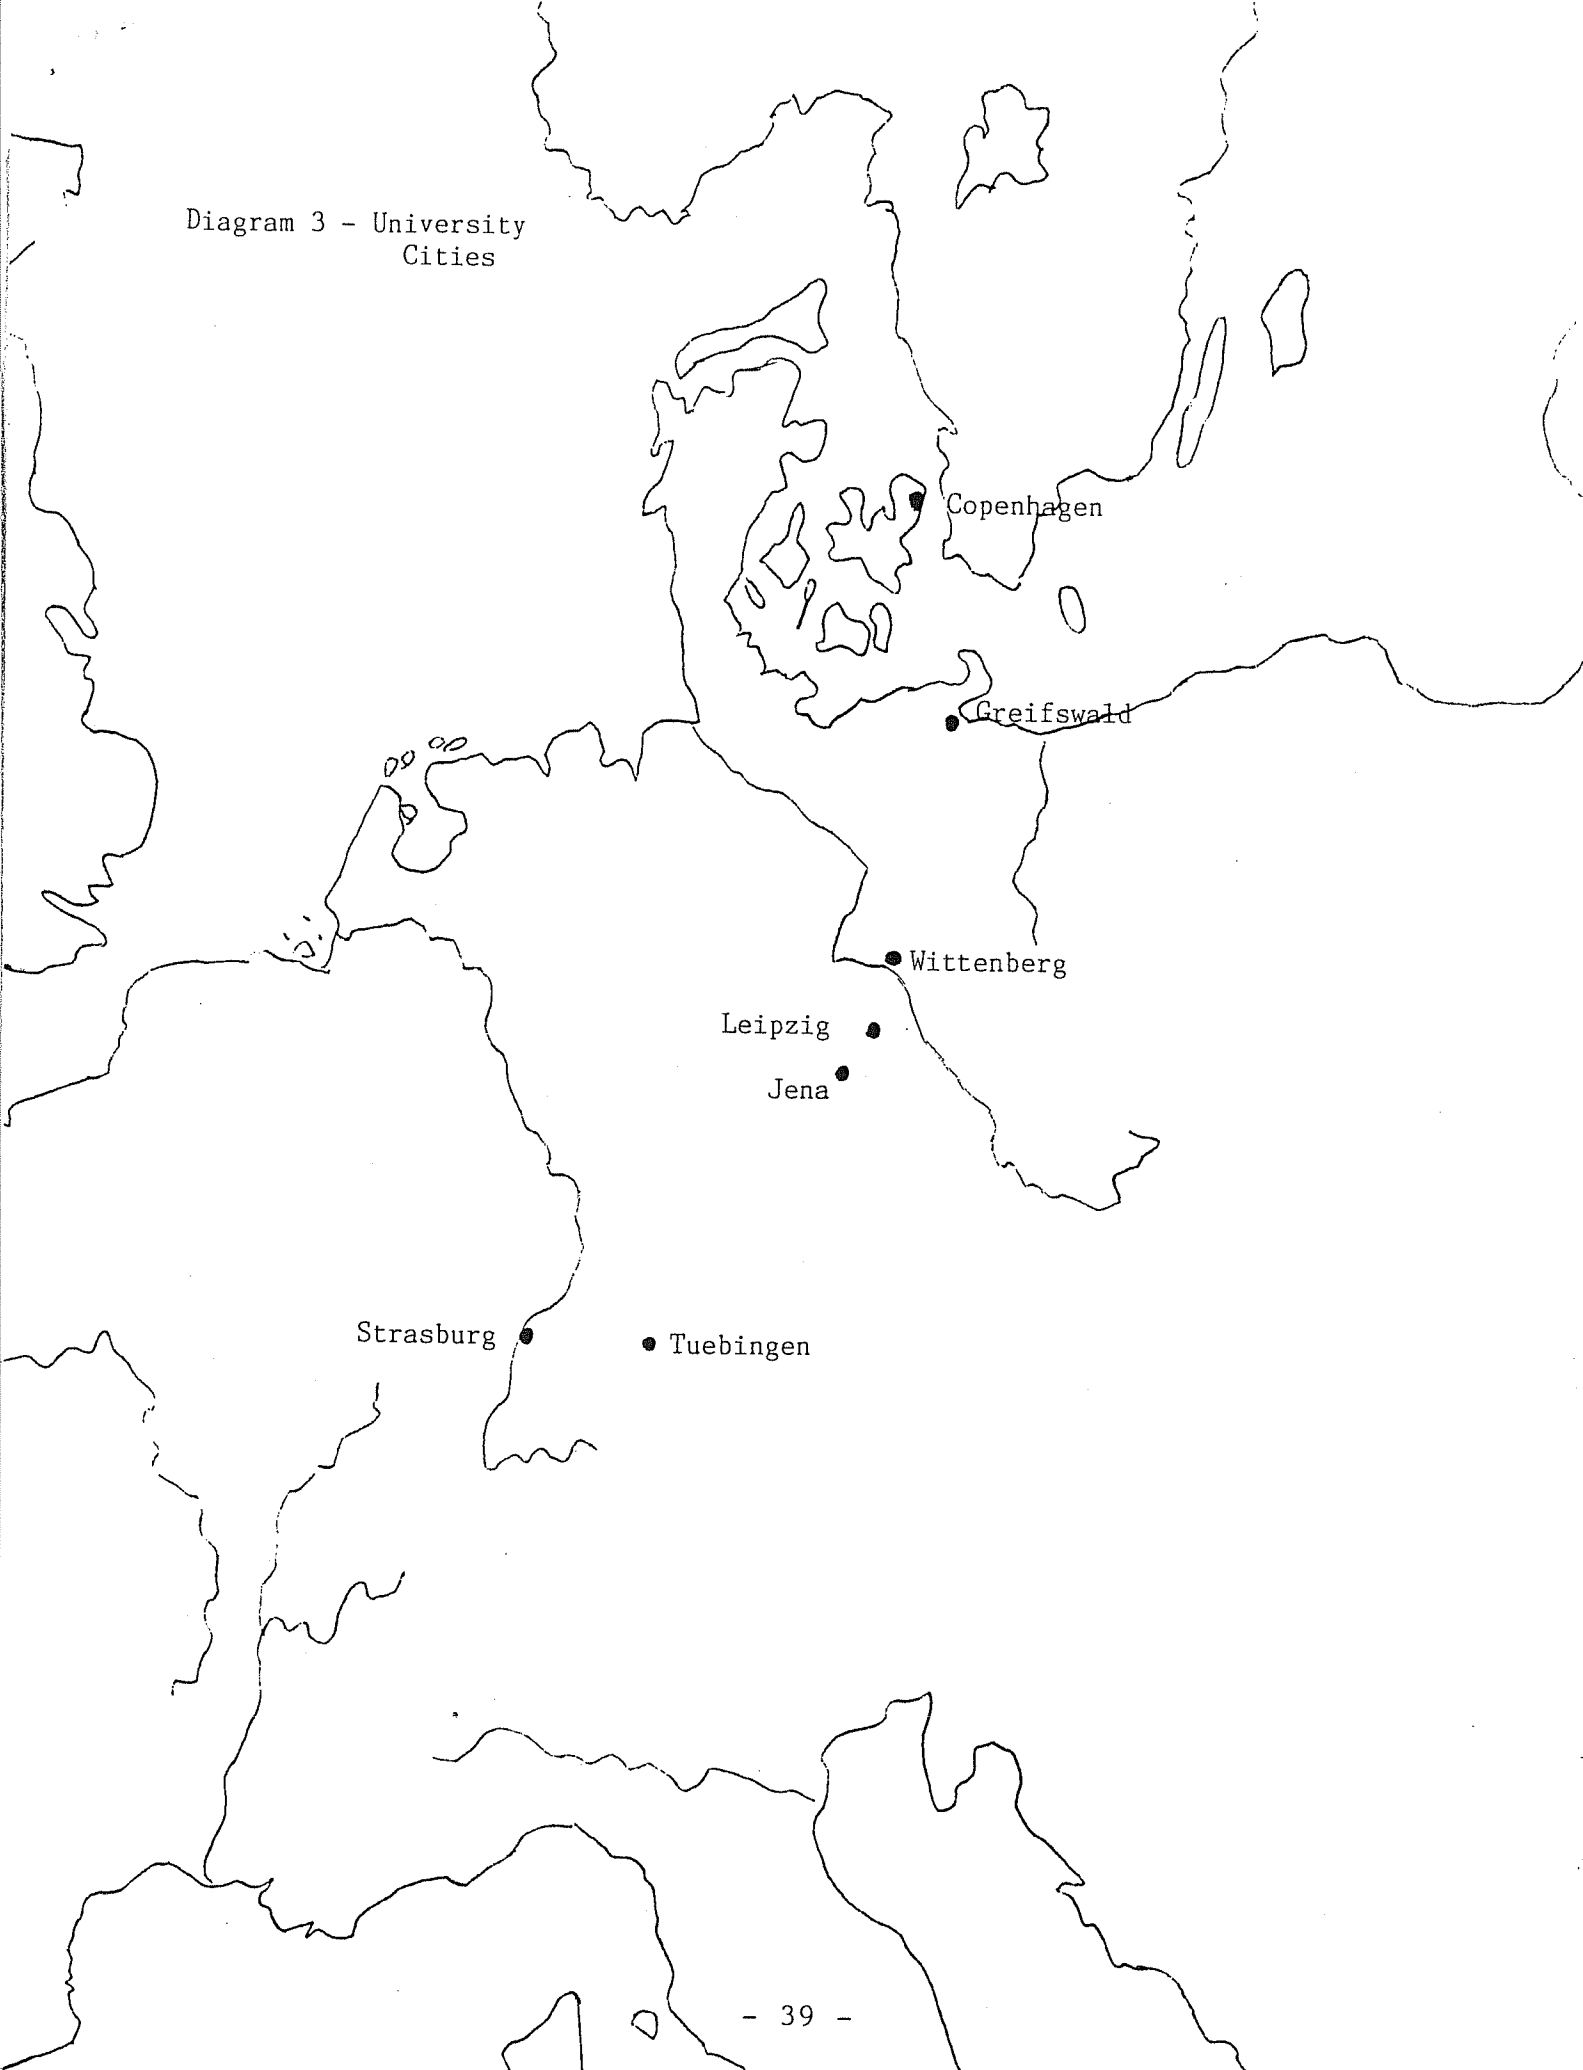 Diagram 3 - University
Cities
Copenhagen
Greifswald
Wittenberg
Leipzig
Jena
Strasburg
Tuebingen
- 39 -